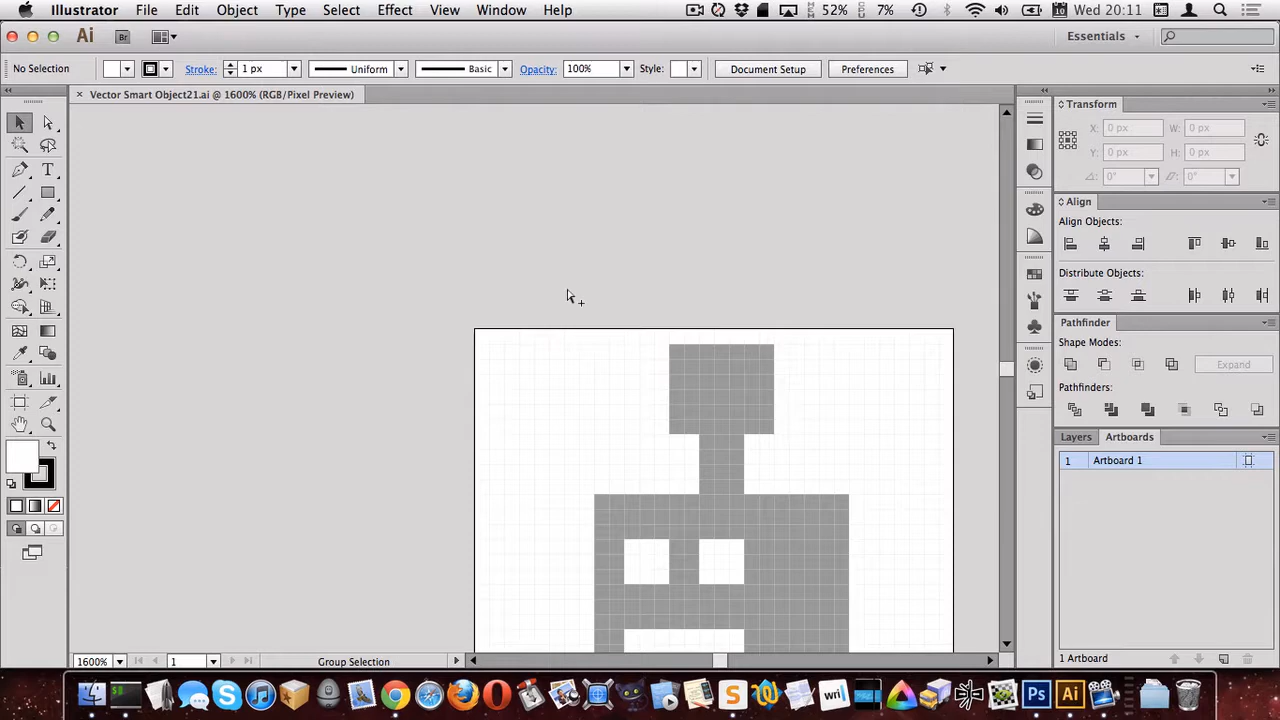 Illustrator File Edit Object Type Select Effect View Window Help 52% 7% Wed 20:11
Ai Br Essentials
No Selection Stroke: 1 px Uniform Basic Opacity: 100% Style: Document Setup Preferences
× Vector Smart Object21.ai @ 1600% (RGB/Pixel Preview)
Transform
X: 0 px W: 0 px
Y: 0 px H: 0 px
0° 0°
Align
Align Objects:
Distribute Objects:
Pathfinder
Shape Modes:
Expand
Pathfinders:
Layers Artboards
1 Artboard 1
1 Artboard
1600% 1 Group Selection
T
S wri Ps Ai